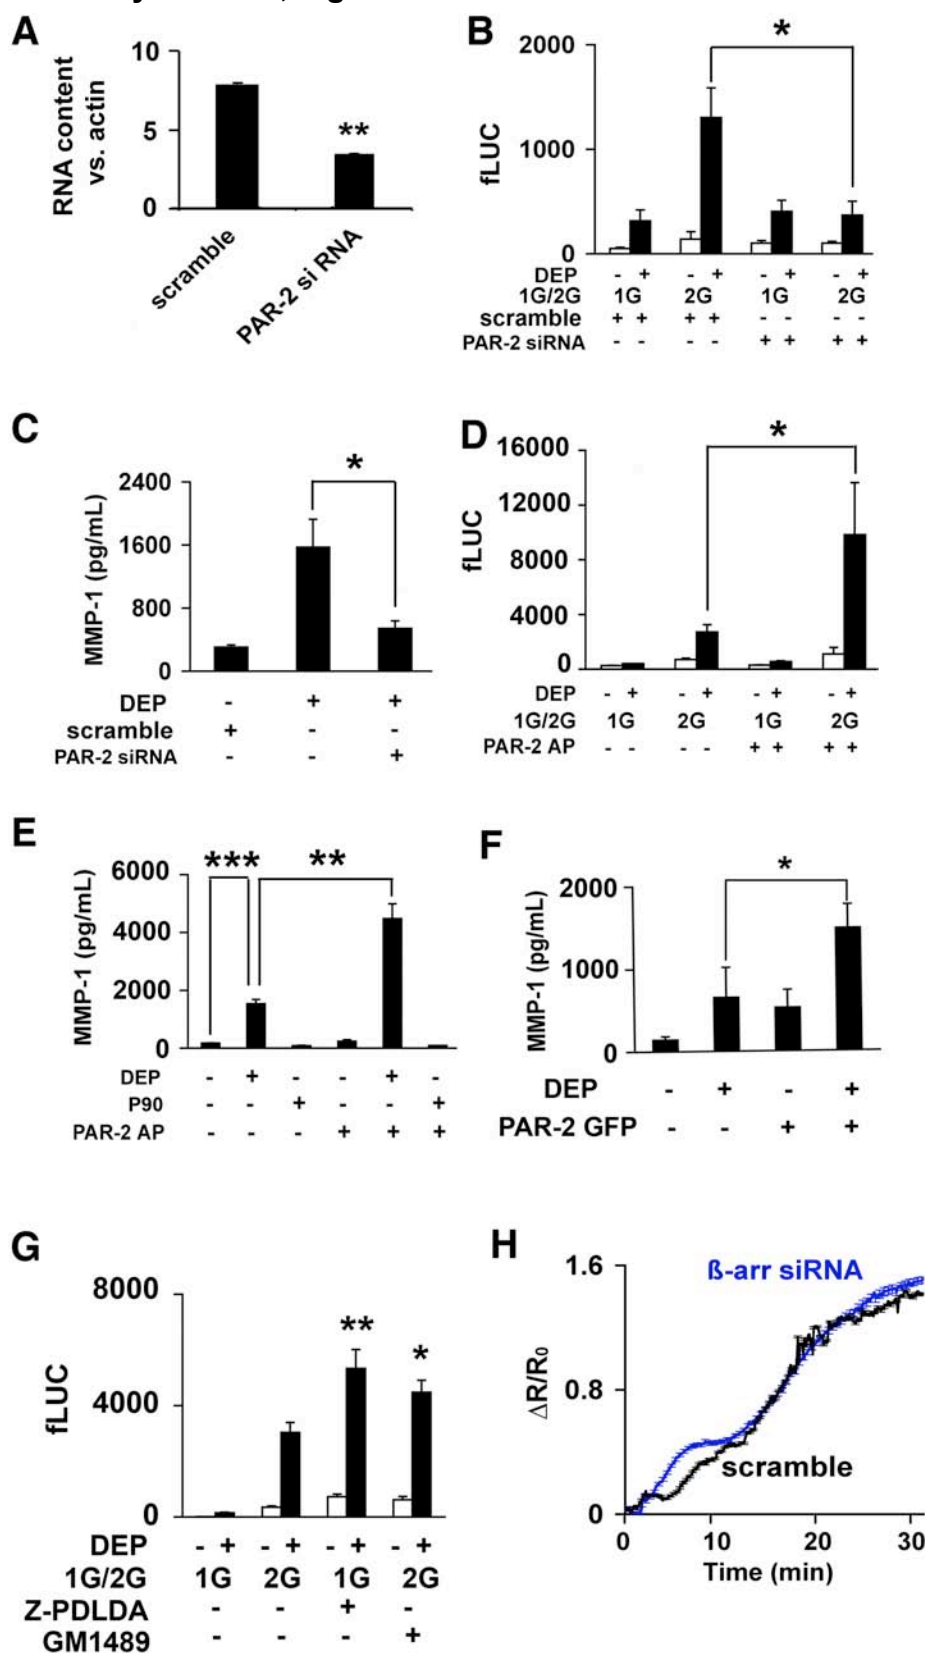 A
RNA content
vs. actin
10
5
0
**
scramble
PAR-2 si RNA
B
fLUC
2000
1000
0
*
DEP - + - + - + - +
1G/2G 1G 2G 1G 2G
scramble + + + + - - - -
PAR-2 siRNA - - - - + + + +
C
MMP-1 (pg/mL)
2400
1600
800
0
*
DEP - + +
scramble + - -
PAR-2 siRNA - - +
D
fLUC
16000
12000
8000
4000
0
*
DEP - + - + - + - +
1G/2G 1G 2G 1G 2G
PAR-2 AP - - - - + + + +
E
MMP-1 (pg/mL)
6000
4000
2000
0
*** **
DEP - + - - + -
P90 - - + - - +
PAR-2 AP - - - + + +
F
MMP-1 (pg/mL)
2000
1000
0
*
DEP - + - +
PAR-2 GFP - - + +
G
fLUC
8000
4000
0
**
*
DEP - + - + - + - +
1G/2G 1G 2G 1G 2G
Z-PDLDA - - + -
GM1489 - - - +
H
ΔR/R₀
1.6
0.8
0
ß-arr siRNA
scramble
0 10 20 30
Time (min)